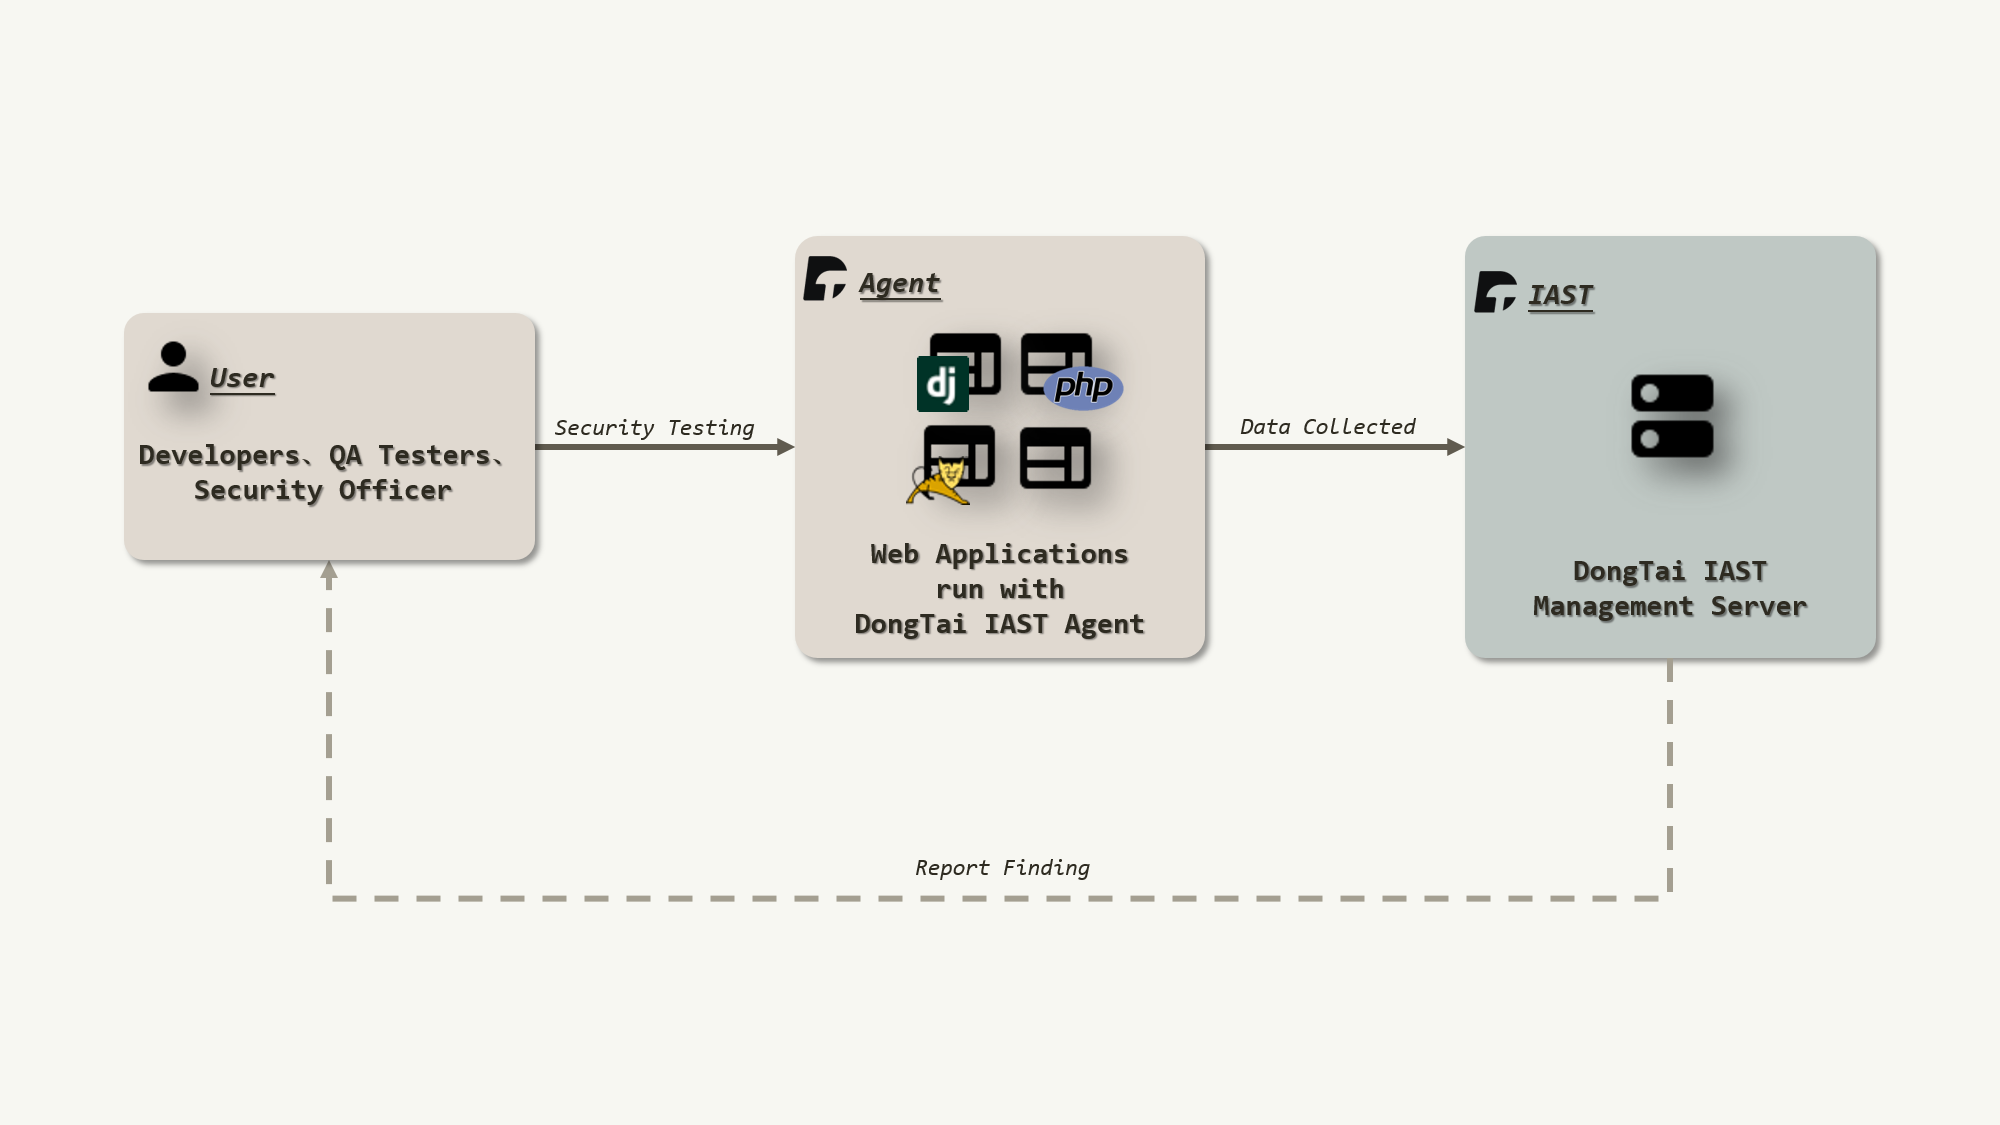 User
Developers、QA Testers、
Security Officer
Security Testing
Agent
dj
php
Web Applications
run with
DongTai IAST Agent
Data Collected
IAST
DongTai IAST
Management Server
Report Finding